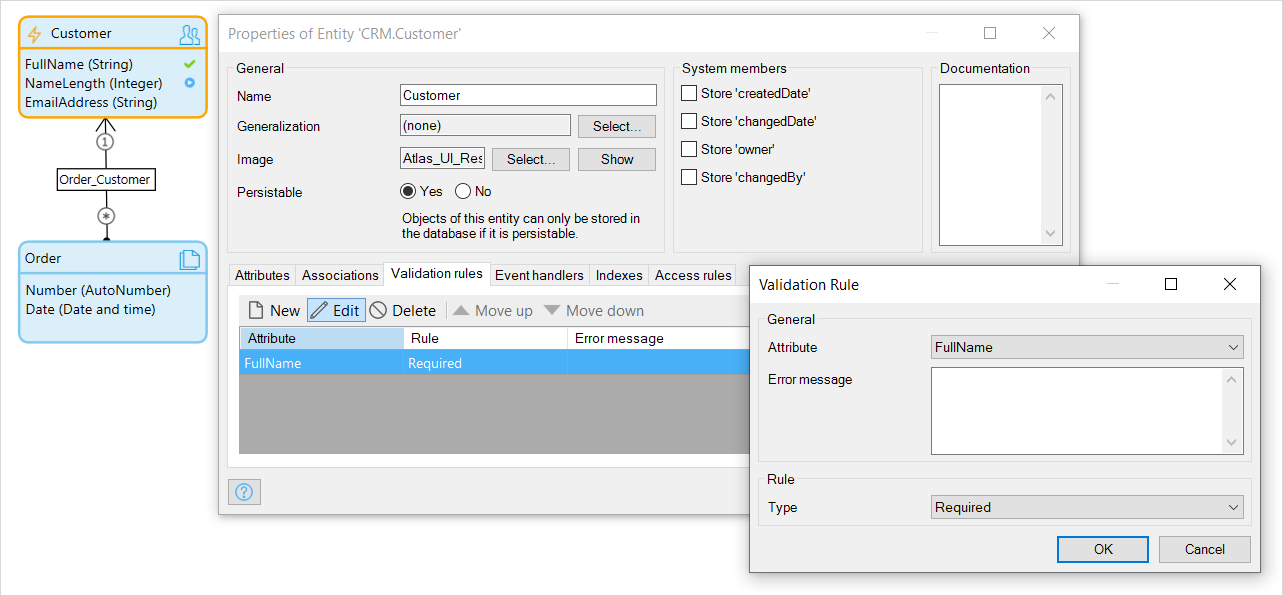 Customer
FullName (String)
NameLength (Integer)
EmailAddress (String)
1
Order_Customer
*
Order
Number (AutoNumber)
Date (Date and time)
Properties of Entity 'CRM.Customer'
General
Name
Customer
Generalization
(none)
Select...
Image
Atlas_UI_Res
Select...
Show
Persistable
Yes
No
Objects of this entity can only be stored in
the database if it is persistable.
System members
Store 'createdDate'
Store 'changedDate'
Store 'owner'
Store 'changedBy'
Documentation
Attributes
Associations
Validation rules
Event handlers
Indexes
Access rules
New
Edit
Delete
Move up
Move down
Attribute
Rule
Error message
FullName
Required
?
Validation Rule
General
Attribute
FullName
Error message
Rule
Type
Required
OK
Cancel